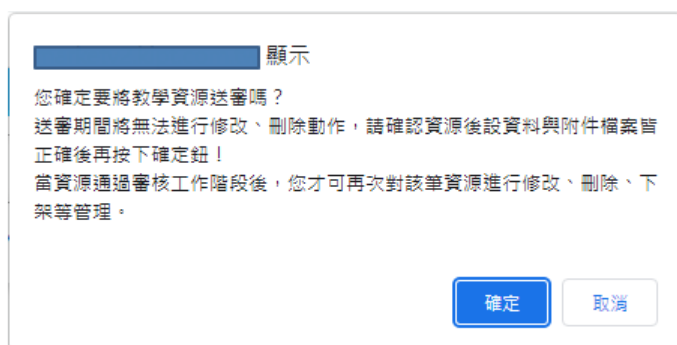 顯示
您確定要將教學資源送審嗎？
送審期間將無法進行修改、刪除動作，請確認資源後設資料與附件檔案皆
正確後再按下確定鈕！
當資源通過審核工作階段後，您才可再次對該筆資源進行修改、刪除、下
架等管理。
確定
取消